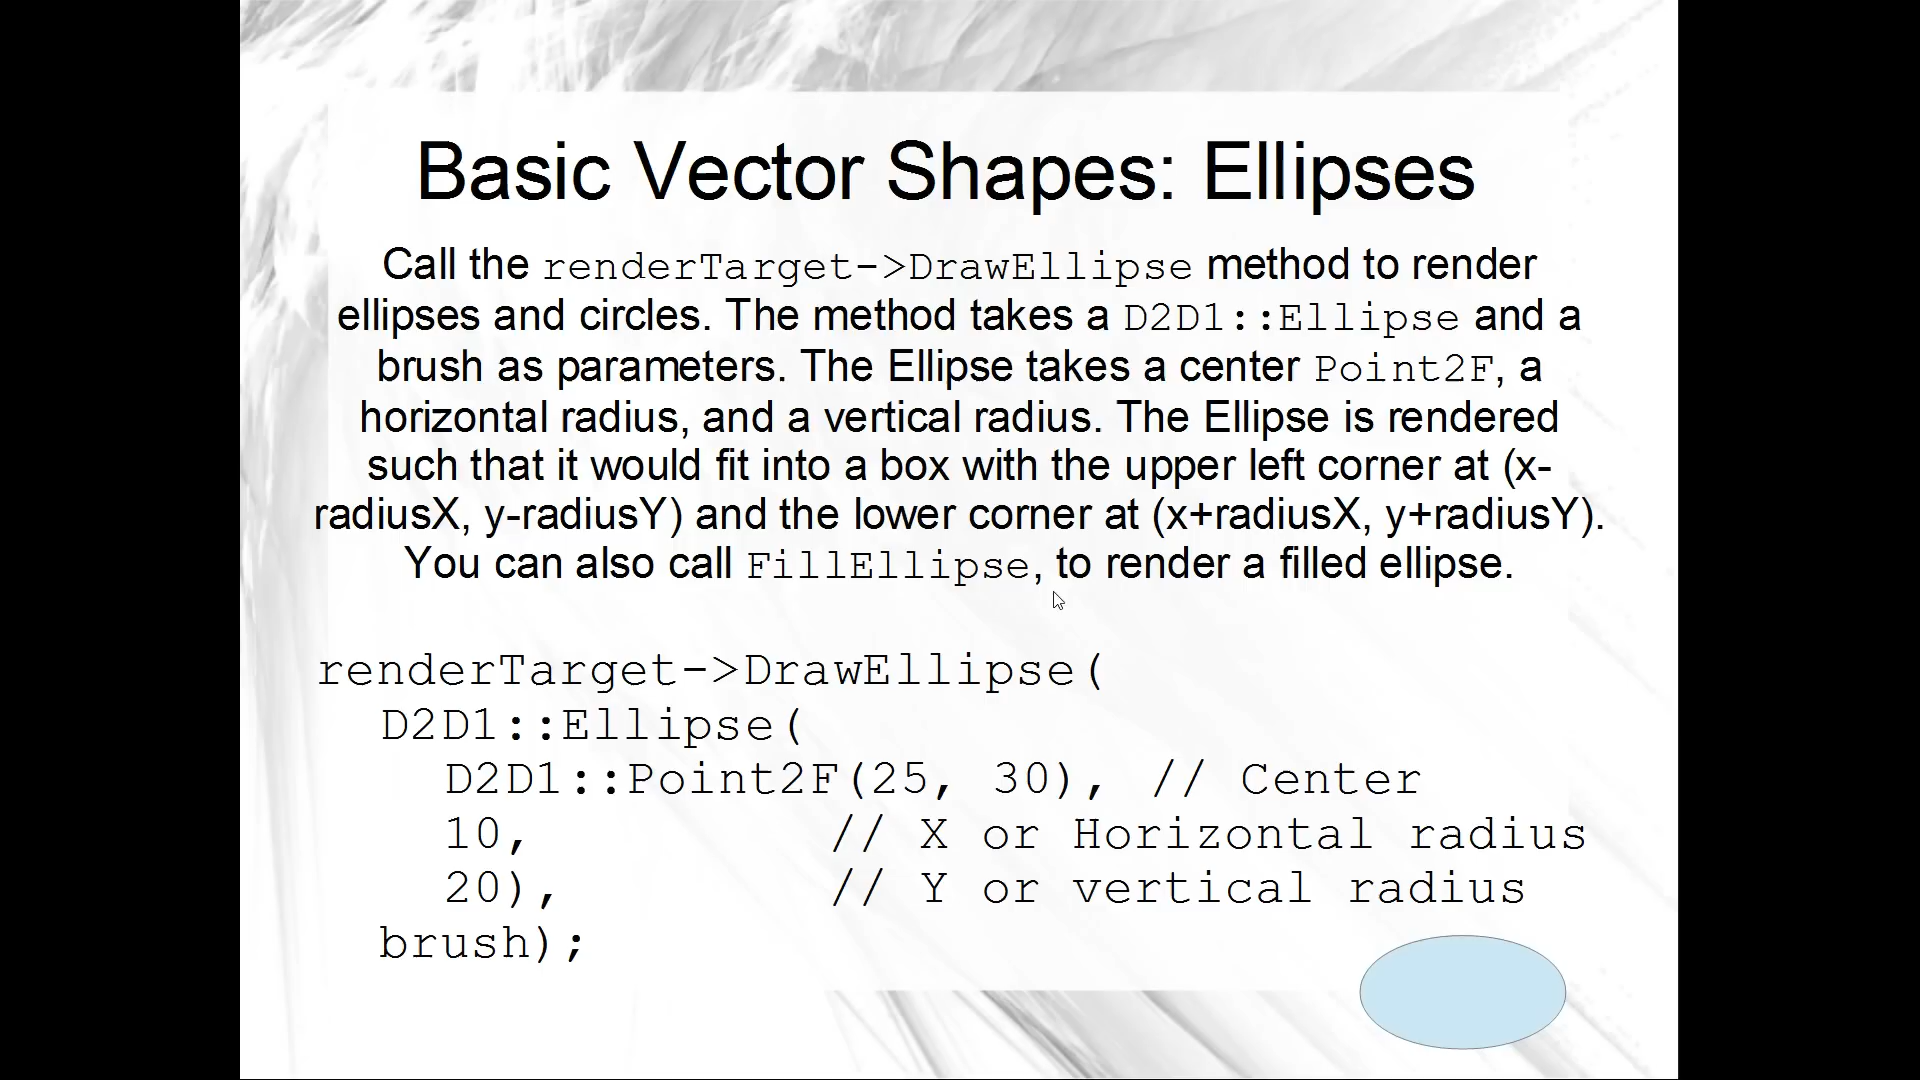 Basic Vector Shapes: Ellipses
Call the renderTarget->DrawEllipse method to render
ellipses and circles. The method takes a D2D1::Ellipse and a
brush as parameters. The Ellipse takes a center Point2F, a
horizontal radius, and a vertical radius. The Ellipse is rendered
such that it would fit into a box with the upper left corner at (x-
radiusX, y-radiusY) and the lower corner at (x+radiusX, y+radiusY).
You can also call FillEllipse, to render a filled ellipse.
renderTarget->DrawEllipse(
D2D1::Ellipse(
D2D1::Point2F(25, 30), // Center
10, // X or Horizontal radius
20), // Y or vertical radius
brush);